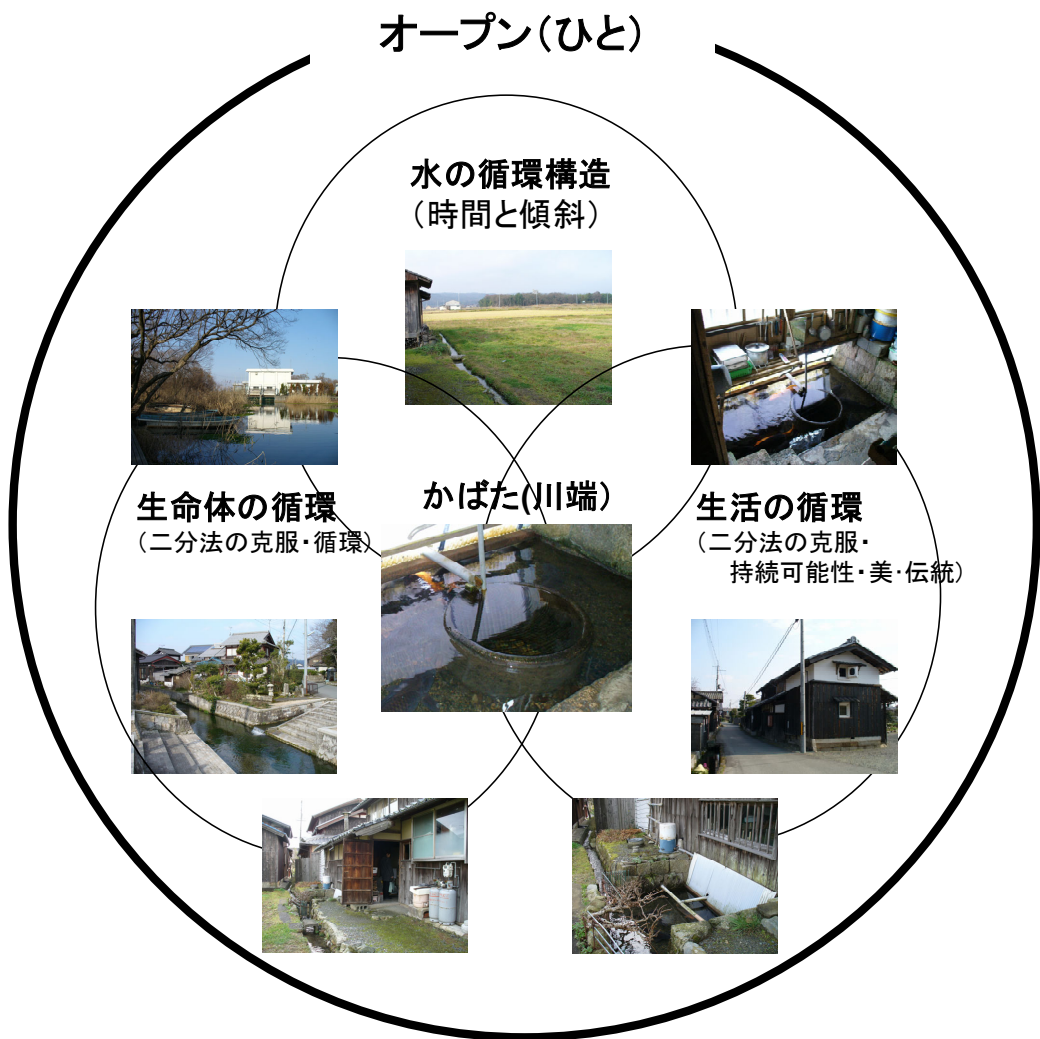 オープン(ひと)
水の循環構造
(時間と傾斜)
かばた(川端)
生命体の循環
(二分法の克服・循環)
生活の循環
(二分法の克服・
持続可能性・美・伝統)